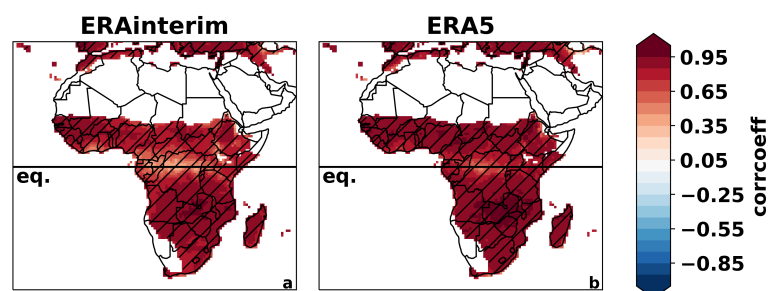 ERAinterim
ERA5
eq.
a
eq.
b
0.95
0.65
0.35
0.05
−0.25
−0.55
−0.85
corrcoeff